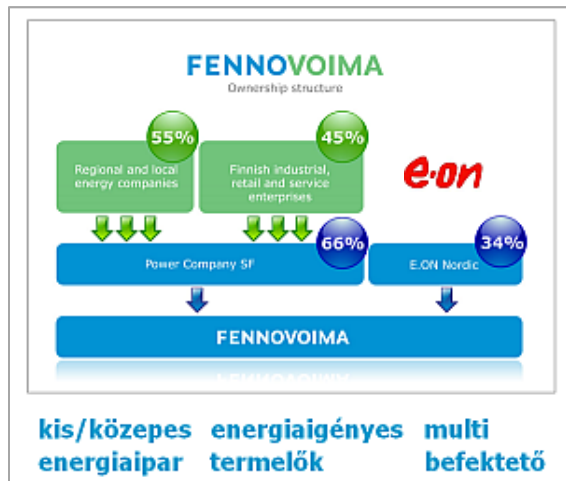 FENNOVOIMA
Ownership structure
55%
45%
Regional and local
energy companies
Finnish industrial,
retail and service
enterprises
e·on
66%
34%
Power Company SF
E.ON Nordic
FENNOVOIMA
kis/közepes energiaigényes multi
energiaipar termelők befektető